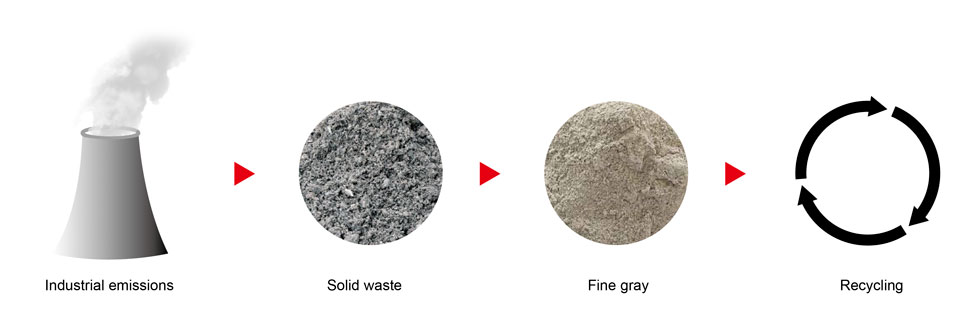 Industrial emissions
Solid waste
Fine gray
Recycling